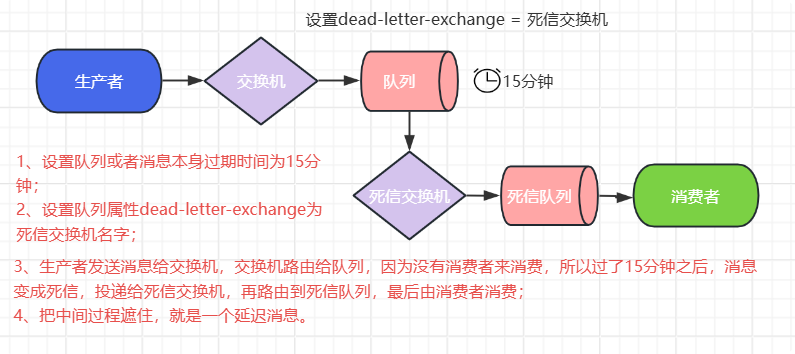 设置dead-letter-exchange = 死信交换机
生产者
交换机
队列
15分钟
1、设置队列或者消息本身过期时间为15分
钟；
2、设置队列属性dead-letter-exchange为
死信交换机名字；
死信交换机
死信队列
消费者
3、生产者发送消息给交换机，交换机路由给队列，因为没有消费者来消费，所以过了15分钟之后，消息
变成死信，投递给死信交换机，再路由到死信队列，最后由消费者消费；
4、把中间过程遮住，就是一个延迟消息。